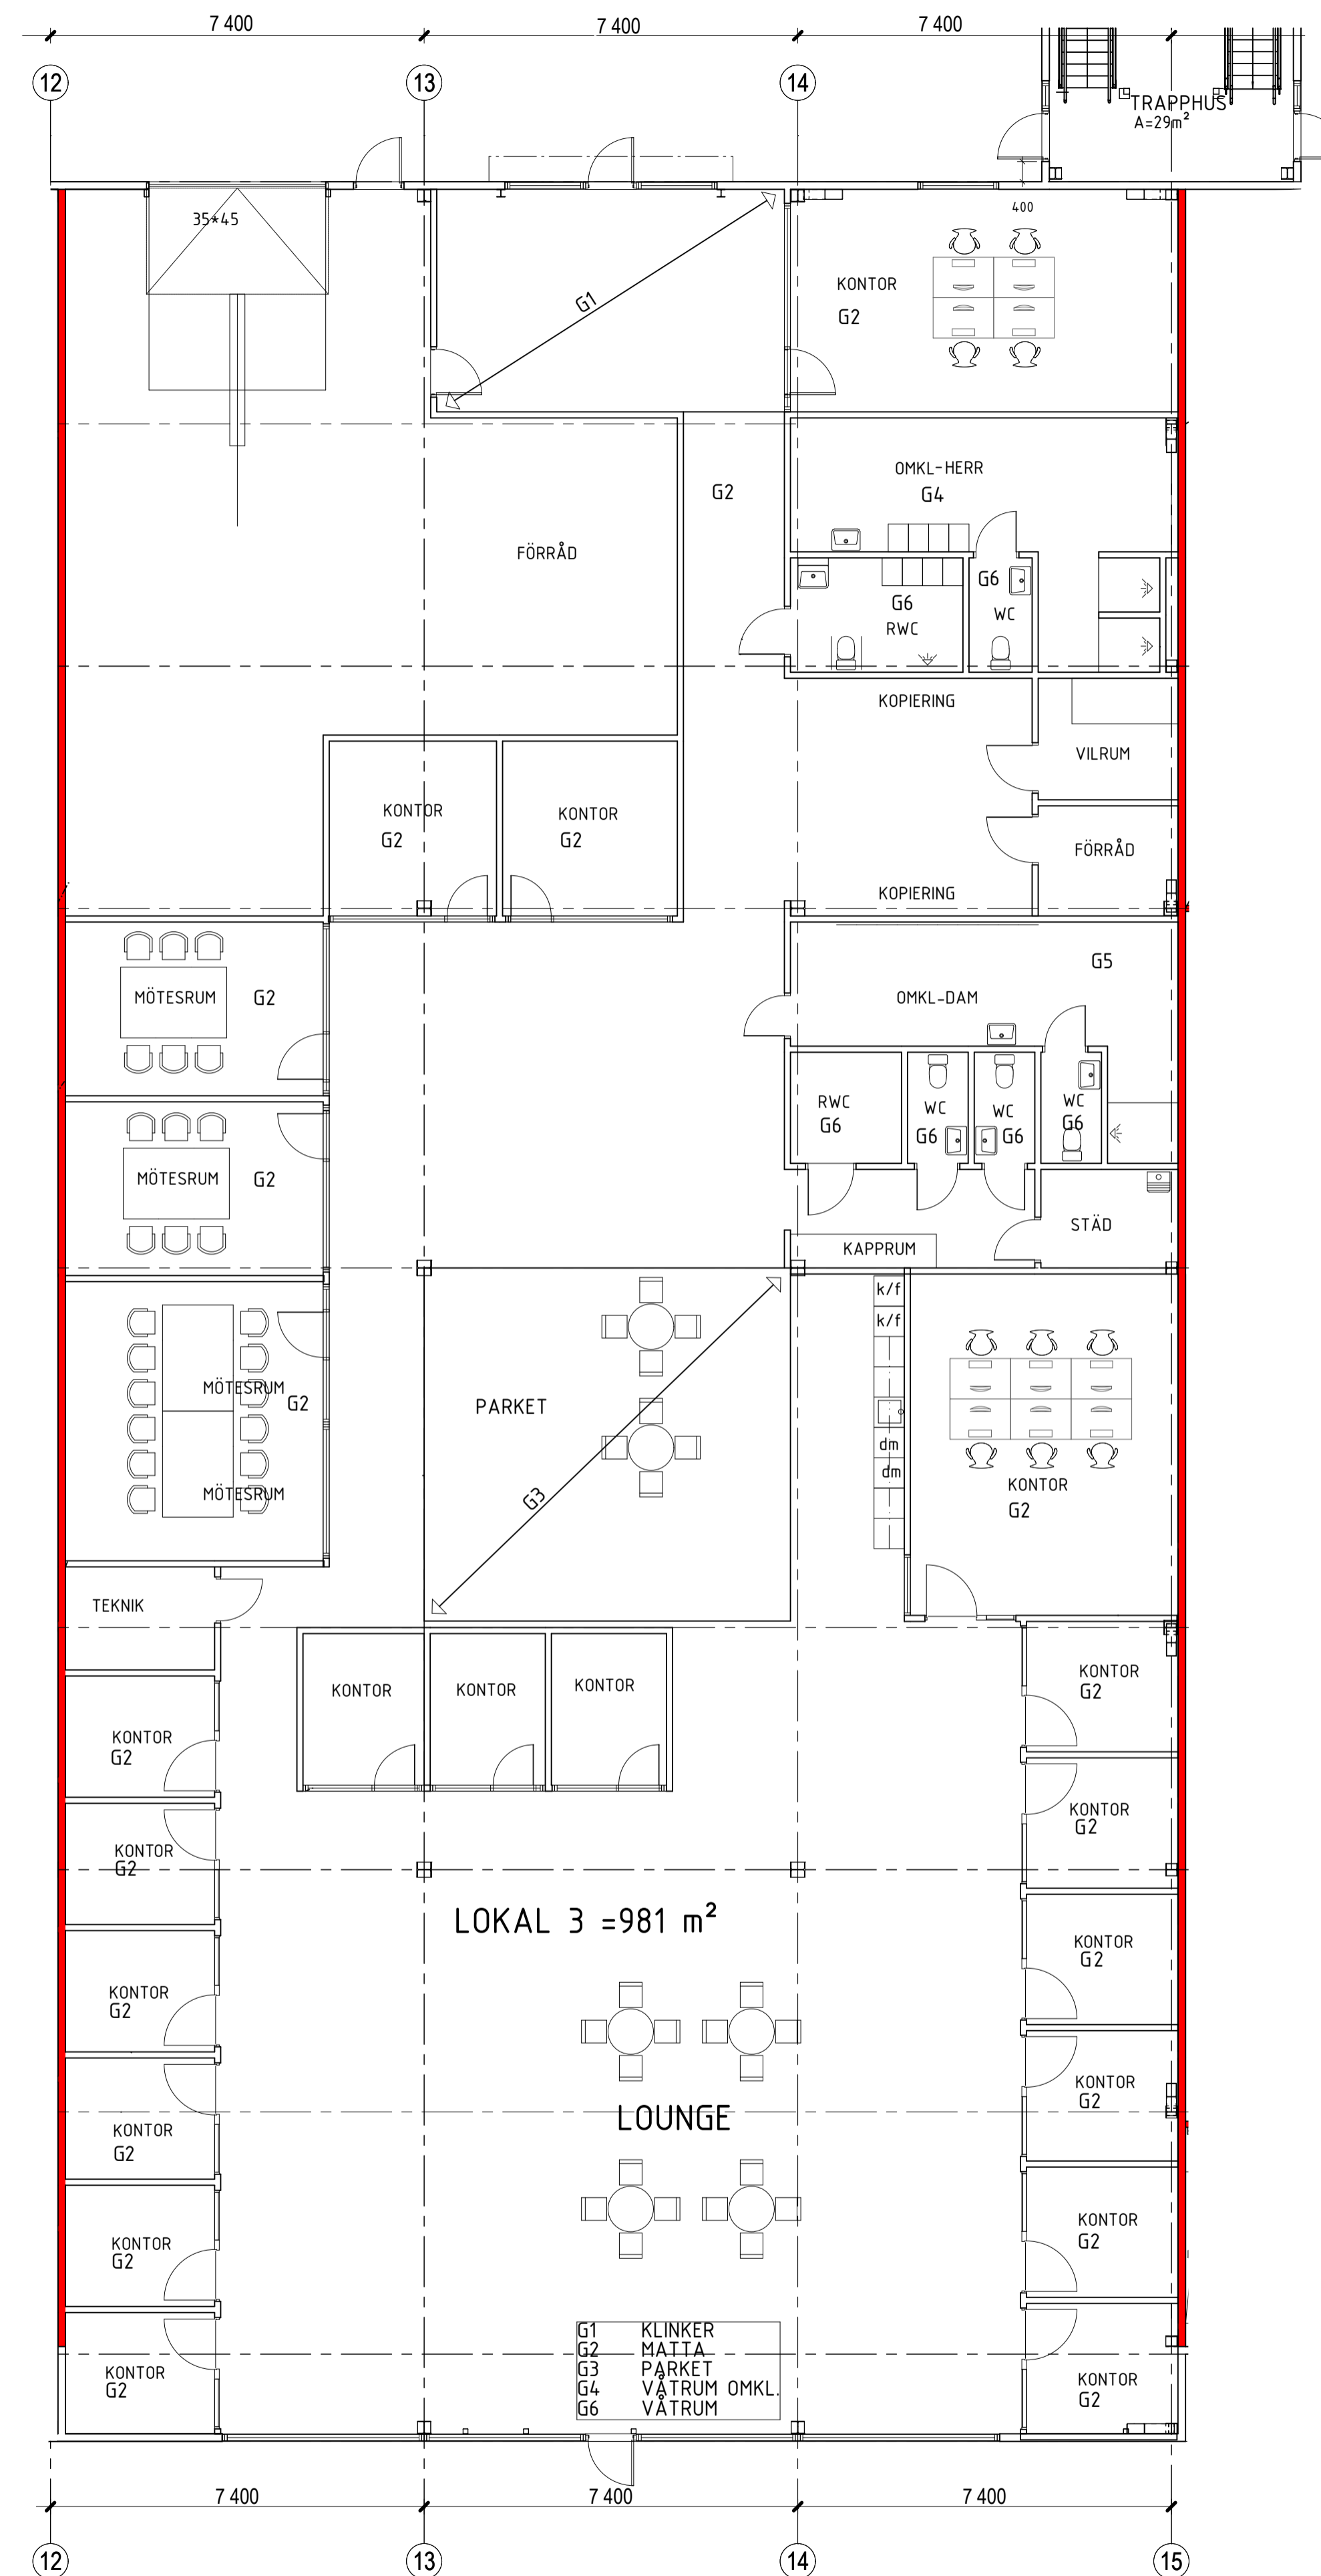 7 400
7 400
7 400
12
13
14
TRAPPHUS
A=29m²
35*45
400
G1
KONTOR
G2
OMKL-HERR
G4
G2
FÖRRÅD
G6
G6
RWC
WC
KOPIERING
VILRUM
KONTOR
G2
KONTOR
G2
FÖRRÅD
KOPIERING
G5
MÖTESRUM
G2
OMKL-DAM
RWC
G6
WC
G6
WC
G6
WC
G6
MÖTESRUM
G2
STÄD
KAPPRUM
k/f
k/f
MÖTESRUM
G2
PARKET
dm
dm
KONTOR
G2
MÖTESRUM
G3
TEKNIK
KONTOR
KONTOR
KONTOR
KONTOR
G2
KONTOR
G2
KONTOR
G2
KONTOR
G2
LOKAL 3 =981 m²
KONTOR
G2
KONTOR
G2
KONTOR
G2
LOUNGE
KONTOR
G2
KONTOR
G2
KONTOR
G2
G1 KLINKER
G2 MATTA
G3 PARKET
G4 VÅTRUM OMKL.
G6 VÅTRUM
KONTOR
G2
KONTOR
G2
7 400
7 400
7 400
12
13
14
15